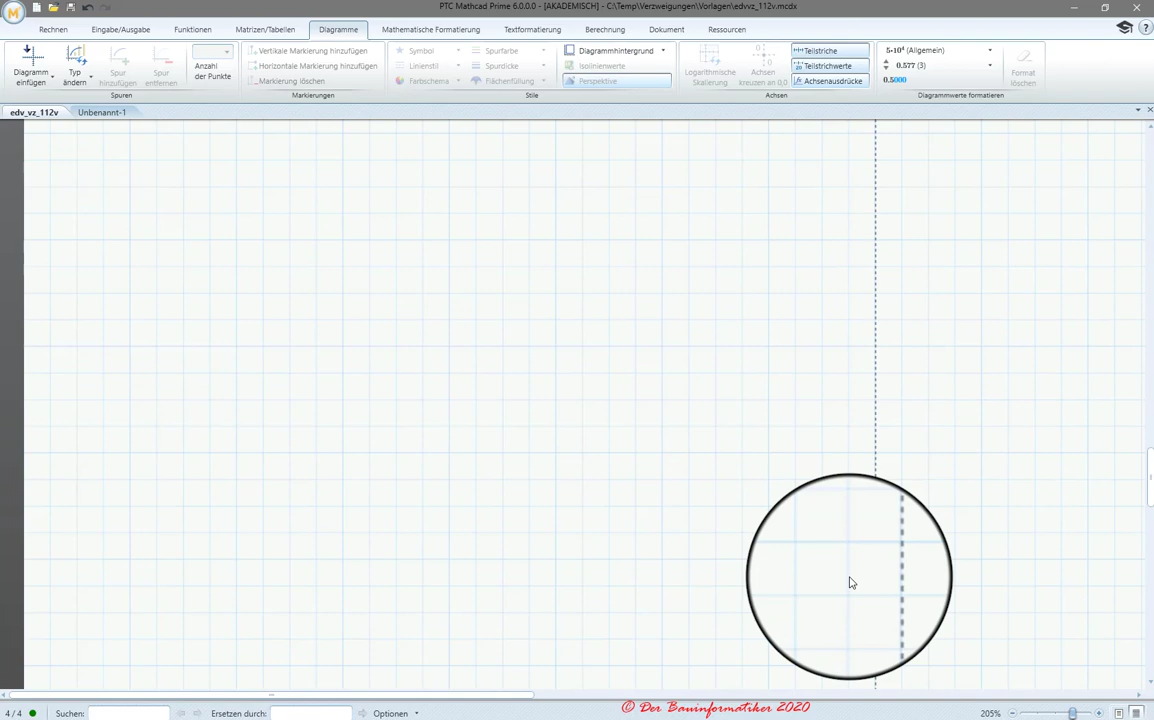 PTC Mathcad Prime 6.0.0.0 - [AKADEMISCH] - C:\Temp\Verzweigungen\Vorlagen\edvvz_112v.mcdx
Rechnen Eingabe/Ausgabe Funktionen Matrizen/Tabellen Diagramme Mathematische Formatierung Textformatierung Berechnung Dokument Ressourcen
Diagramm einfügen
Typ ändern
Spur hinzufügen
Spur entfernen
Anzahl der Punkte
Spuren
Vertikale Markierung hinzufügen
Horizontale Markierung hinzufügen
Markierung löschen
Markierungen
Symbol
Linienstil
Farbschema
Spurfarbe
Spurdicke
Flächenfüllung
Diagrammhintergrund
Isolinienwerte
Perspektive
Stile
Logarithmische Skalierung
Achsen kreuzen an 0,0
Teilstriche
Teilstrichwerte
Achsenausdrücke
Achsen
5•10⁴ (Allgemein)
0.577 (3)
0.5000
Format löschen
Diagrammwerte formatieren
edv_vz_112v Unbenannt-1
4 / 4 Suchen: Ersetzen durch: Optionen 205%
© Der Bauinformatiker 2020